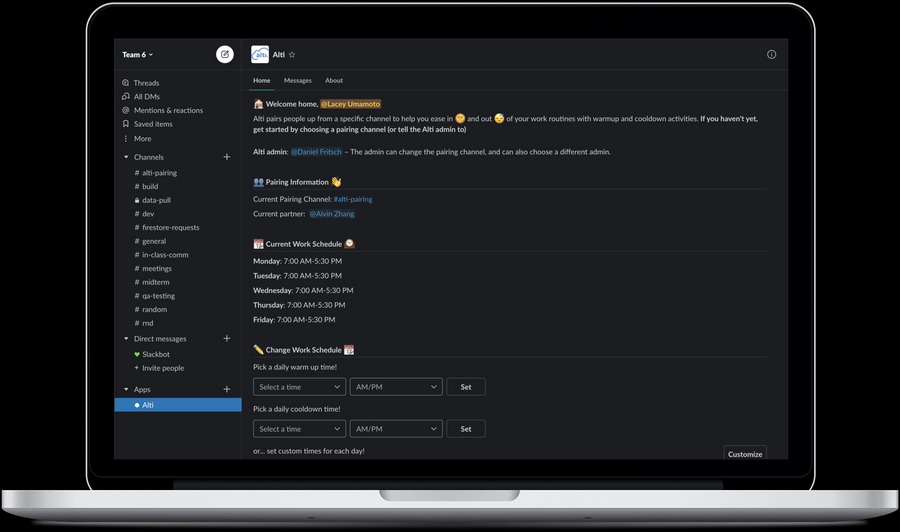 Team 6
Threads
All DMs
Mentions & reactions
Saved items
More
Channels
# alti-pairing
# build
data-pull
# dev
# firestore-requests
# general
# in-class-comm
# meetings
# midterm
# qa-testing
# random
# rnd
Direct messages
Slackbot
+ Invite people
Apps
Alti
alti
Alti
Home Messages About
Welcome home, @Lacey Umamoto
Alti pairs people up from a specific channel to help you ease in and out of your work routines with warmup and cooldown activities. If you haven't yet,
get started by choosing a pairing channel (or tell the Alti admin to)
Alti admin: @Daniel Fritsch – The admin can change the pairing channel, and can also choose a different admin.
Pairing Information
Current Pairing Channel: #alti-pairing
Current partner: @Alvin Zhang
Current Work Schedule
Monday: 7:00 AM-5:30 PM
Tuesday: 7:00 AM-5:30 PM
Wednesday: 7:00 AM-5:30 PM
Thursday: 7:00 AM-5:30 PM
Friday: 7:00 AM-5:30 PM
Change Work Schedule
Pick a daily warm up time!
Select a time AM/PM Set
Pick a daily cooldown time!
Select a time AM/PM Set
or... set custom times for each day!
Customize